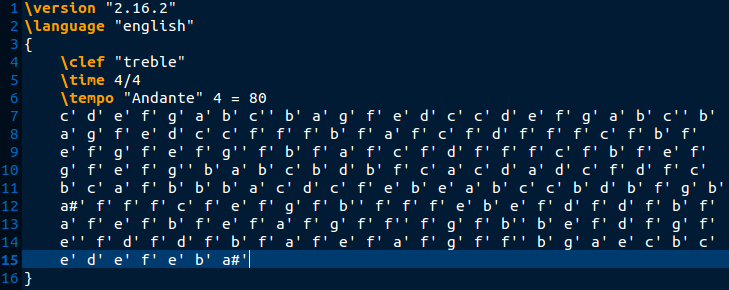 1 \version "2.16.2"
2 \language "english"
3 {
4 \clef "treble"
5 \time 4/4
6 \tempo "Andante" 4 = 80
7 c' d' e' f' g' a' b' c'' b' a' g' f' e' d' c' c' d' e' f' g' a' b' c'' b'
8 a' g' f' e' d' c' c' f' f' f' b' f' a' f' c' f' d' f' f' f' c' f' b' f'
9 e' f' g' f' e' f' g'' f' b' f' a' f' c' f' d' f' f' f' c' f' b' f' e' f'
10 g' f' e' f' g'' b' a' b' c' b' d' b' f' c' a' c' d' a' d' c' f' d' f' c'
11 b' c' a' f' b' b' b' a' c' d' c' f' e' b' e' a' b' c' c' b' d' b' f' g' b'
12 a#' f' f' f' c' f' e' f' g' f' b'' f' f' f' e' b' e' f' d' f' d' f' b' f'
13 a' f' e' f' b' f' e' f' a' f' g' f' f'' f' g' f' b'' b' e' f' d' f' g' f'
14 e'' f' d' f' d' f' b' f' a' f' e' f' a' f' g' f' f'' b' g' a' e' c' b' c'
15 e' d' e' f' e' b' a#'
16 }